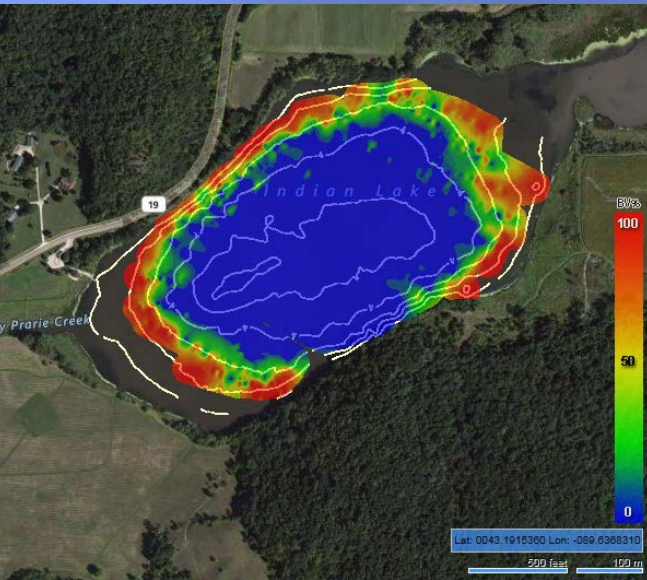 Indian Lake
19
y Prarie Creek
BV%
100
50
0
Lat: 0043.1915360 Lon: -089.6368310
500 feet
100 m